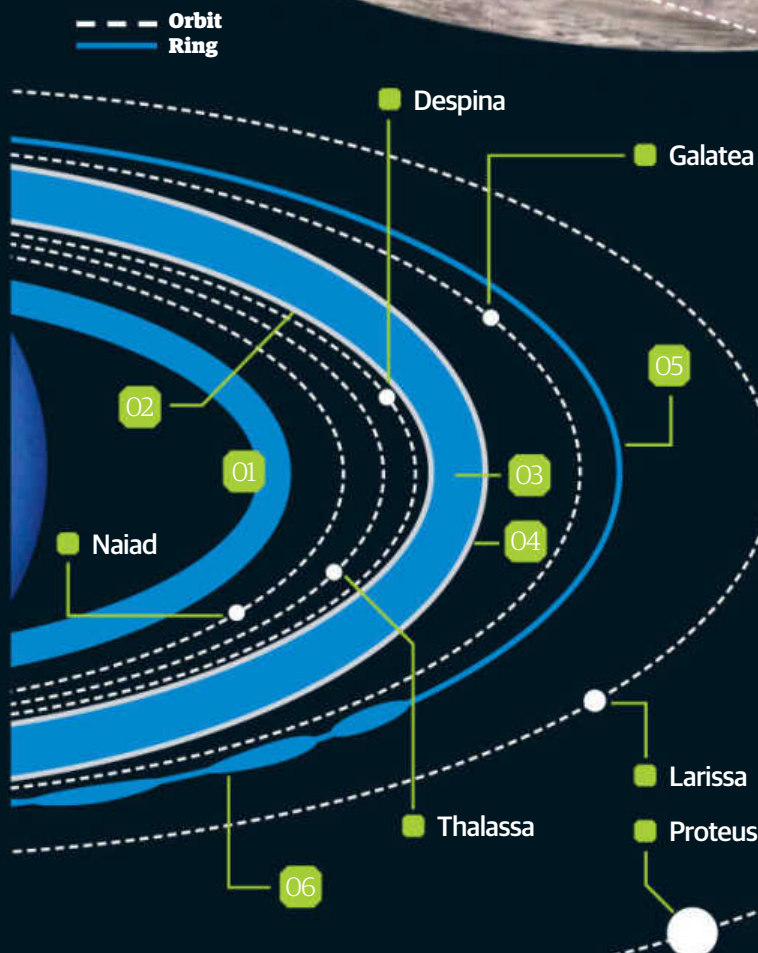 Orbit
Ring
Despina
Galatea
05
02
01
03
04
Naiad
Larissa
Thalassa
Proteus
06